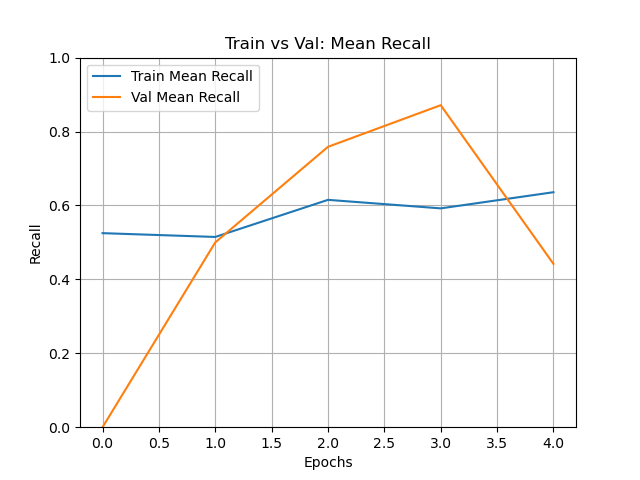 Train vs Val: Mean Recall
Train Mean Recall
Val Mean Recall
1.0
0.8
0.6
0.4
0.2
0.0
Recall
0.0 0.5 1.0 1.5 2.0 2.5 3.0 3.5 4.0
Epochs